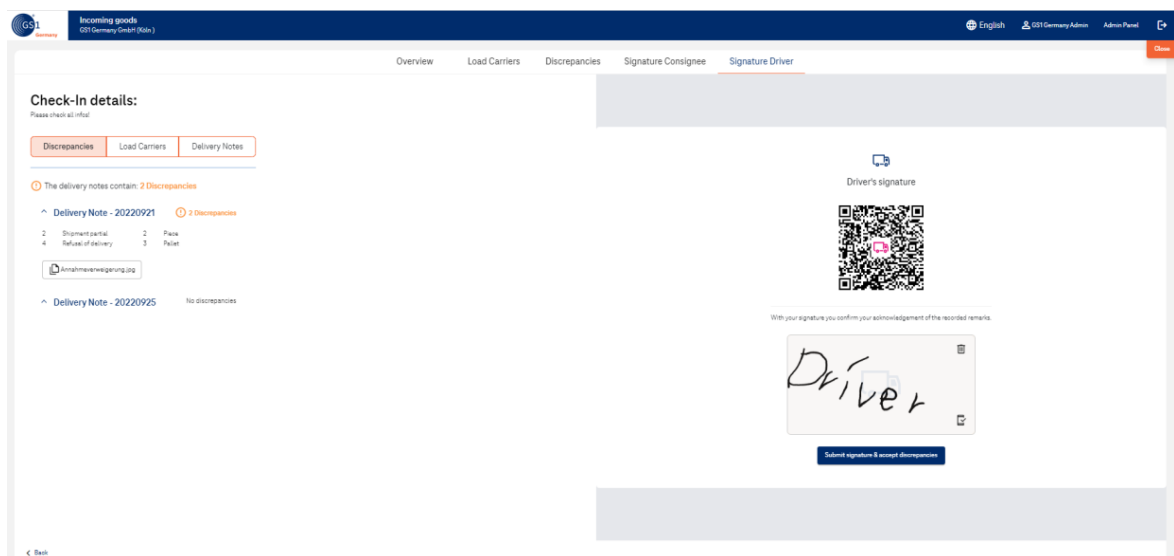 GS1
Germany
Incoming goods
GS1 Germany GmbH (Köln )
English
GS1 Germany Admin
Admin Panel
Close
Overview
Load Carriers
Discrepancies
Signature Consignee
Signature Driver
Check-In details:
Please check all infos!
Discrepancies
Load Carriers
Delivery Notes
The delivery notes contain: 2 Discrepancies
Delivery Note - 20220921
2 Discrepancies
2 Shipment partial 2 Piece
4 Refusal of delivery 3 Pallet
Annahmeverweigerung.jpg
Delivery Note - 20220925
No discrepancies
Driver's signature
With your signature you confirm your acknowledgement of the recorded remarks.
Driver
Submit signature & accept discrepancies
Back